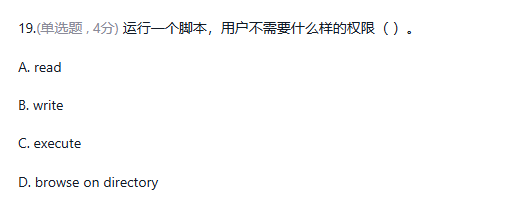 19.(单选题 , 4分) 运行一个脚本，用户不需要什么样的权限（ ）。
A. read
B. write
C. execute
D. browse on directory